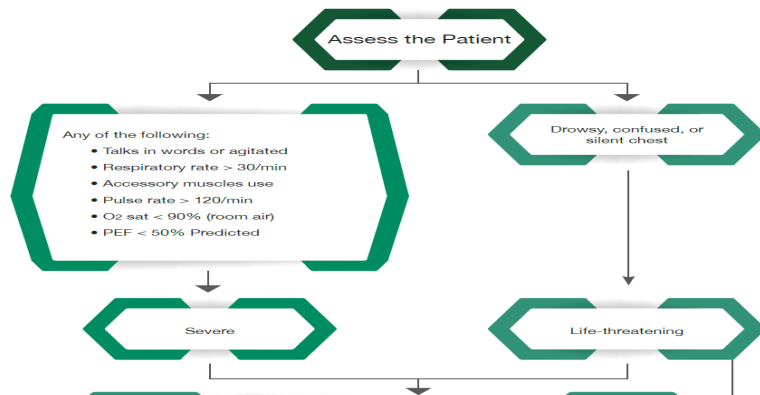 Assess the Patient
Any of the following:
• Talks in words or agitated
• Respiratory rate > 30/min
• Accessory muscles use
• Pulse rate > 120/min
• O2 sat < 90% (room air)
• PEF < 50% Predicted
Drowsy, confused, or
silent chest
Severe
Life-threatening